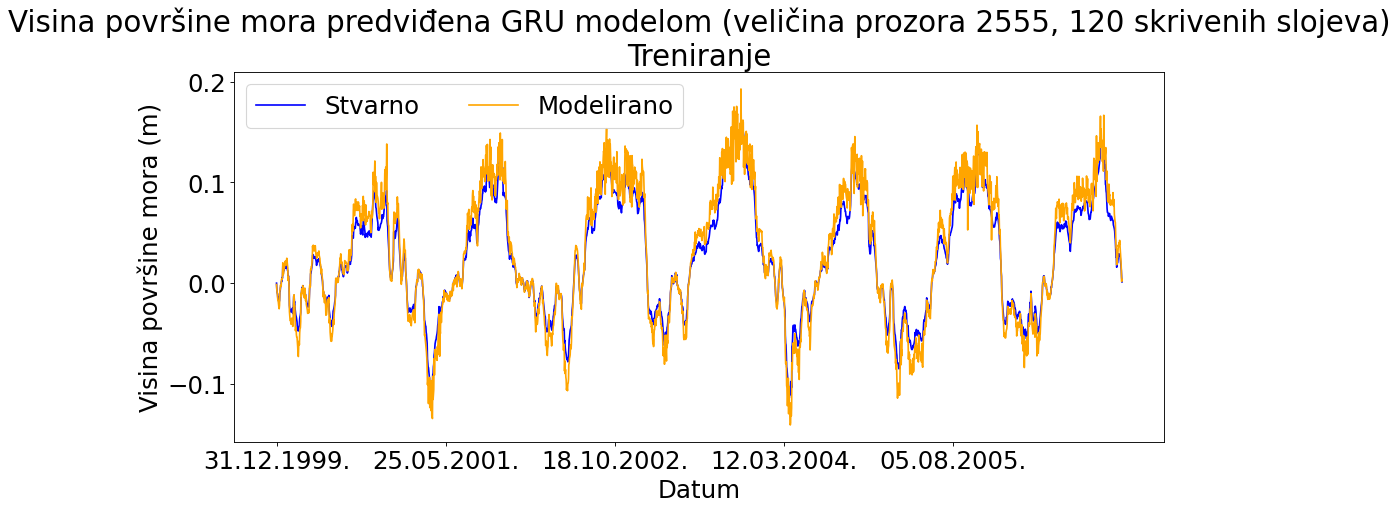 Visina površine mora predviđena GRU modelom (veličina prozora 2555, 120 skrivenih slojeva)
Treniranje
Stvarno
Modelirano
Visina površine mora (m)
0.2
0.1
0.0
−0.1
31.12.1999.
25.05.2001.
18.10.2002.
12.03.2004.
05.08.2005.
Datum